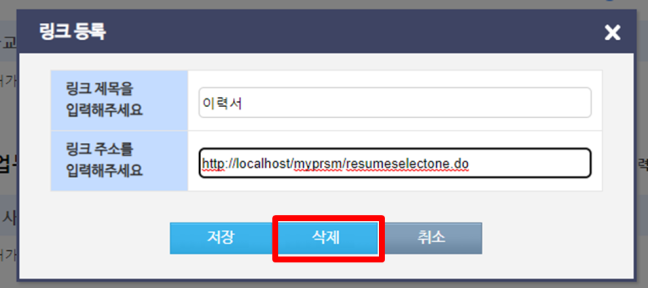 링크 등록
링크 제목을
입력해주세요
이력서
링크 주소를
입력해주세요
http://localhost/myprsm/resumeselectone.do
저장 삭제 취소